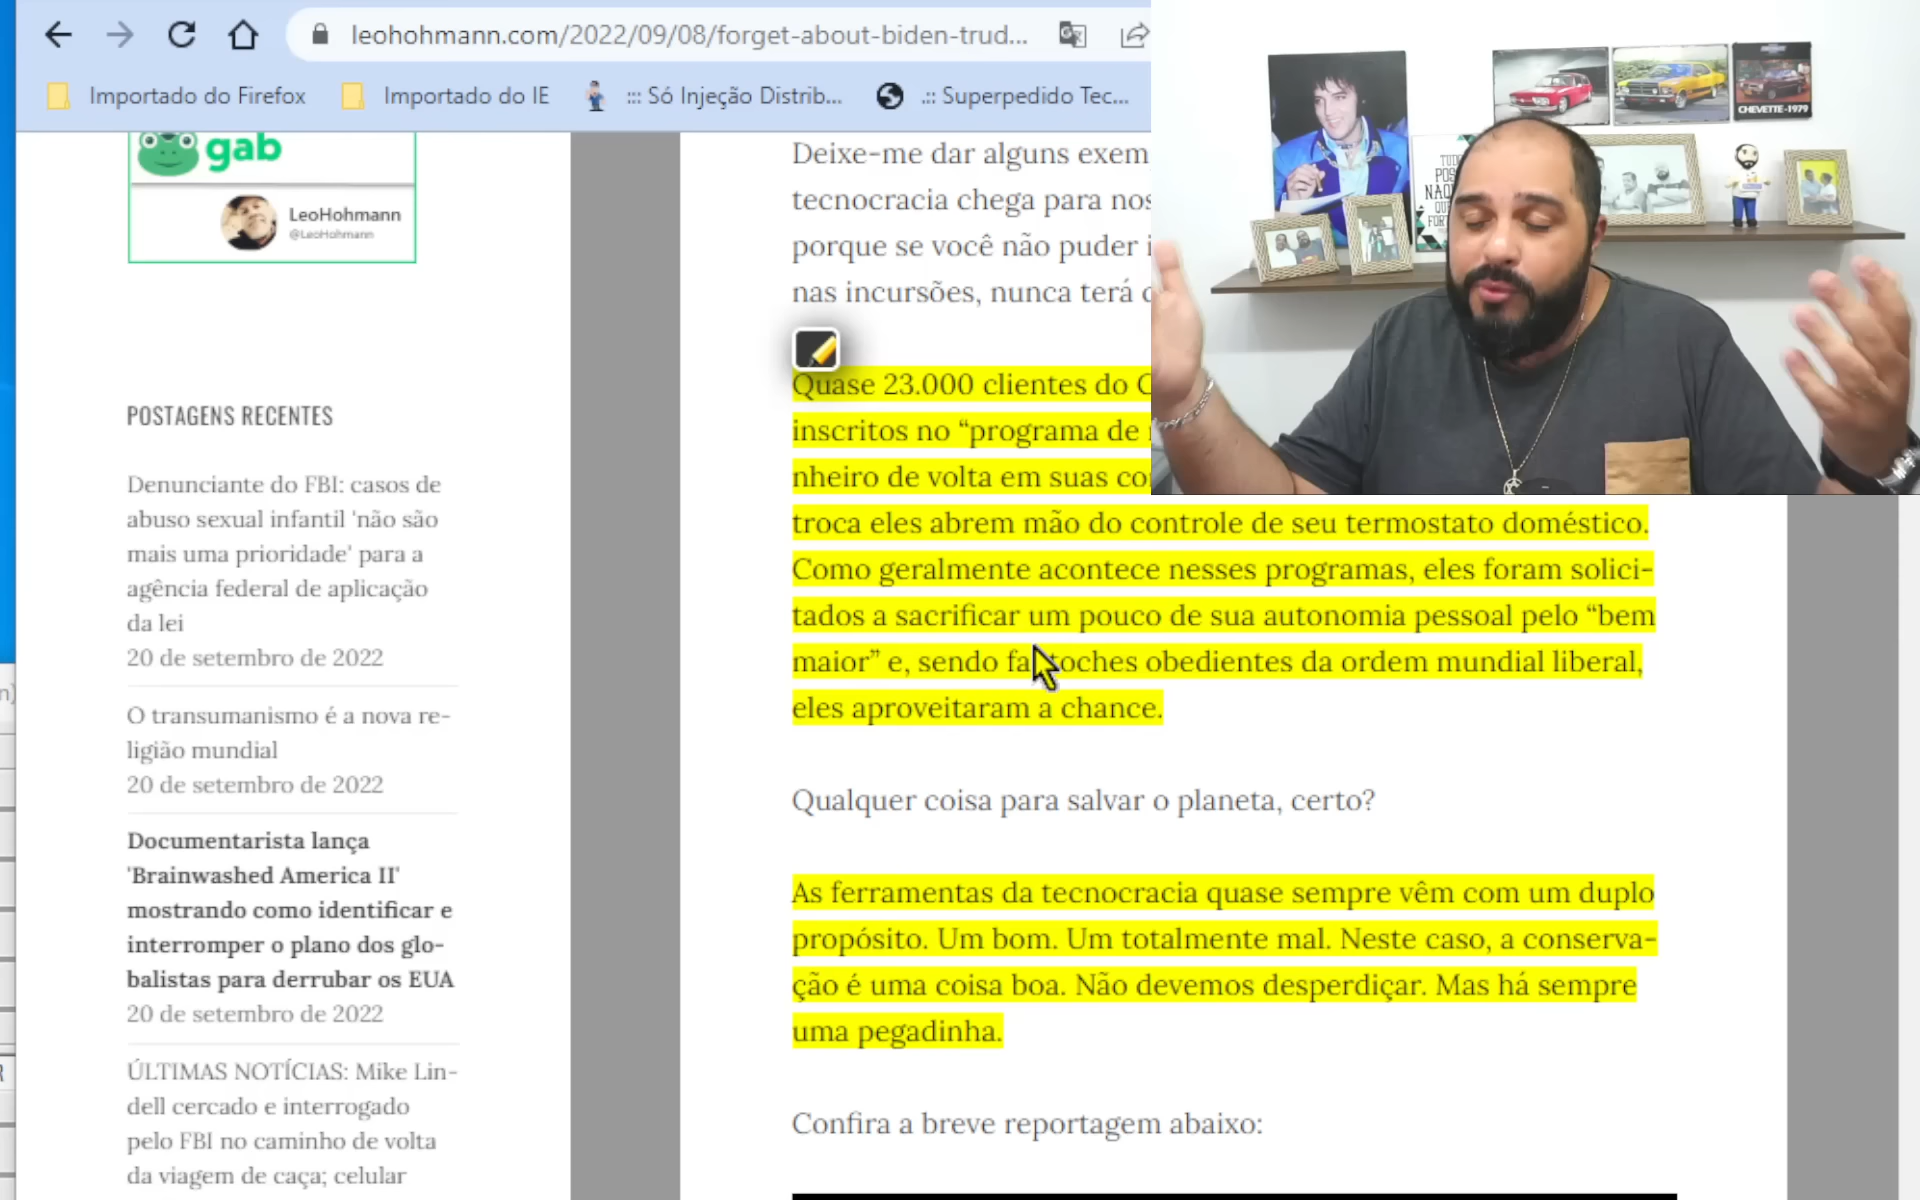 leohohmann.com/2022/09/08/forget-about-biden-trud...
Importado do Firefox
Importado do IE
::: Só Injeção Distrib...
.:: Superpedido Tec...
gab
LeoHohmann
@LeoHohmann
POSTAGENS RECENTES
Denunciante do FBI: casos de
abuso sexual infantil 'não são
mais uma prioridade' para a
agência federal de aplicação
da lei
20 de setembro de 2022
O transumanismo é a nova re-
ligião mundial
20 de setembro de 2022
Documentarista lança
'Brainwashed America II'
mostrando como identificar e
interromper o plano dos glo-
balistas para derrubar os EUA
20 de setembro de 2022
ÚLTIMAS NOTÍCIAS: Mike Lin-
dell cercado e interrogado
pelo FBI no caminho de volta
da viagem de caça; celular
Deixe-me dar alguns exem
tecnocracia chega para nos
porque se você não puder
nas incursões, nunca terá
Quase 23.000 clientes do
inscritos no “programa de
nheiro de volta em suas
troca eles abrem mão do controle de seu termostato doméstico.
Como geralmente acontece nesses programas, eles foram solici-
tados a sacrificar um pouco de sua autonomia pessoal pelo “bem
maior” e, sendo fantoches obedientes da ordem mundial liberal,
eles aproveitaram a chance.
Qualquer coisa para salvar o planeta, certo?
As ferramentas da tecnocracia quase sempre vêm com um duplo
propósito. Um bom. Um totalmente mal. Neste caso, a conserva-
ção é uma coisa boa. Não devemos desperdiçar. Mas há sempre
uma pegadinha.
Confira a breve reportagem abaixo:
CHEVETTE-1979